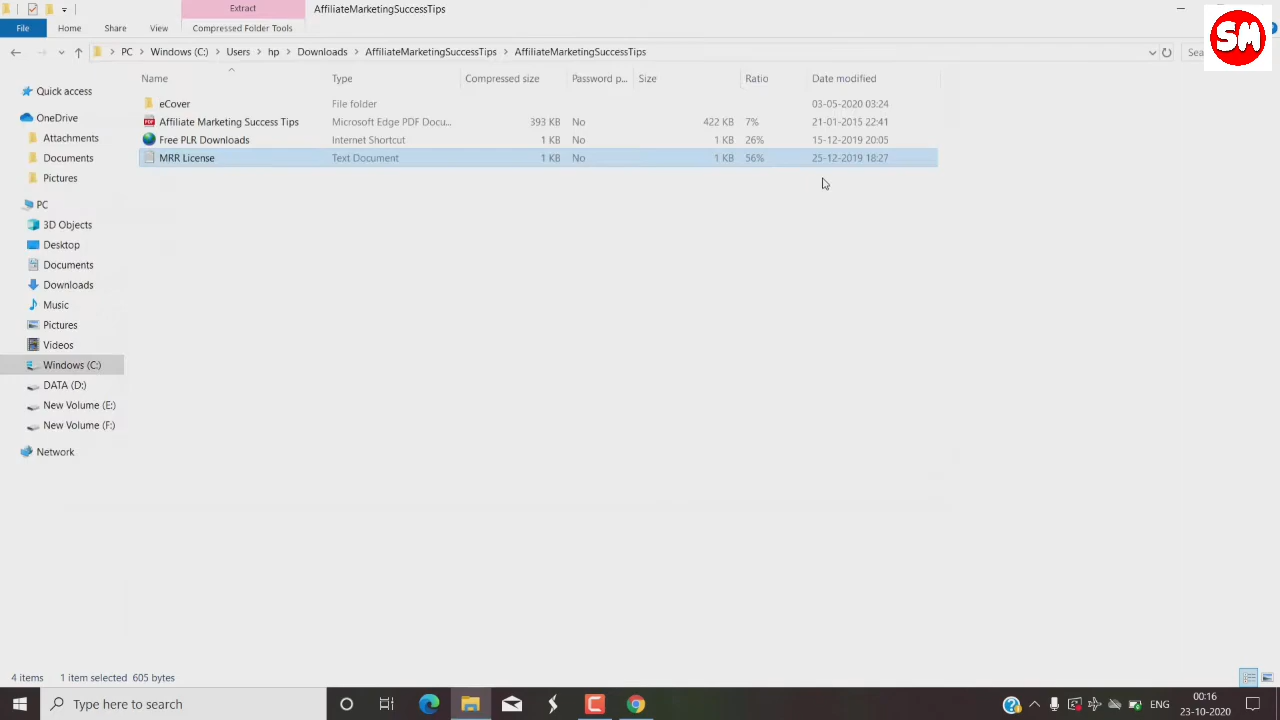 Extract
AffiliateMarketingSuccessTips
File
Home
Share
View
Compressed Folder Tools
PC
Windows (C:)
Users
hp
Downloads
AffiliateMarketingSuccessTips
AffiliateMarketingSuccessTips
Sea
SM
Name
Type
Compressed size
Password p...
Size
Ratio
Date modified
eCover
File folder
03-05-2020 03:24
Affiliate Marketing Success Tips
Microsoft Edge PDF Docu...
393 KB
No
422 KB
7%
21-01-2015 22:41
Free PLR Downloads
Internet Shortcut
1 KB
No
1 KB
26%
15-12-2019 20:05
MRR License
Text Document
1 KB
No
1 KB
56%
25-12-2019 18:27
Quick access
OneDrive
Attachments
Documents
Pictures
PC
3D Objects
Desktop
Documents
Downloads
Music
Pictures
Videos
Windows (C:)
DATA (D:)
New Volume (E:)
New Volume (F:)
Network
4 items
1 item selected 605 bytes
Type here to search
ENG
00:16
23-10-2020